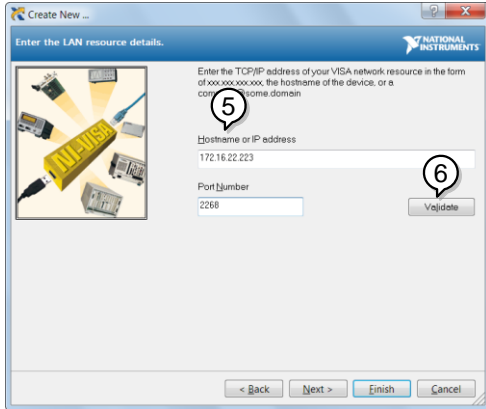 Create New ...
Enter the LAN resource details.
NATIONAL
INSTRUMENTS
Enter the TCP/IP address of your VISA network resource in the form
of xxx.xxx.xxx.xxx, the hostname of the device, or a
some.domain
5
Hostname or IP address
172.16.22.223
6
Port Number
2268
Validate
NI-VISA
< Back
Next >
Finish
Cancel